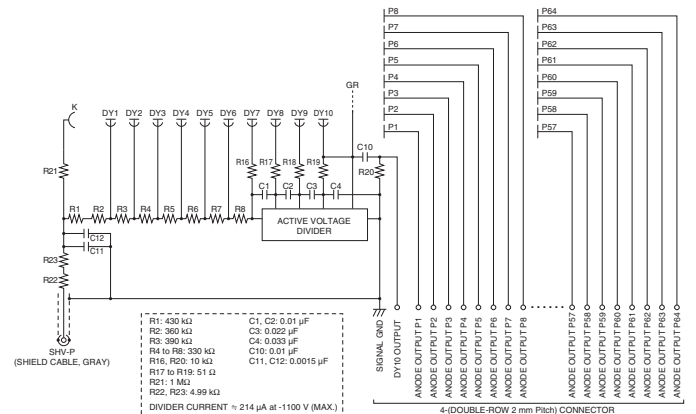 P8
P7
P6
P5
P4
P3
P2
P1
P64
P63
P62
P61
P60
P59
P58
P57
K
DY1 DY2 DY3 DY4 DY5 DY6 DY7 DY8 DY9 DY10
GR
R21
R16 R17 R18 R19
C10
R20
C1 C2 C3 C4
R1 R2 R3 R4 R5 R6 R7 R8
ACTIVE VOLTAGE
DIVIDER
C12
C11
R23
R22
SHV-P
(SHIELD CABLE, GRAY)
R1: 430 kΩ
R2: 360 kΩ
R3: 390 kΩ
R4 to R8: 330 kΩ
R16, R20: 10 kΩ
R17 to R19: 51 Ω
R21: 1 MΩ
R22, R23: 4.99 kΩ
C1, C2: 0.01 µF
C3: 0.022 µF
C4: 0.033 µF
C10: 0.01 µF
C11, C12: 0.0015 µF
DIVIDER CURRENT ≒ 214 µA at -1100 V (MAX.)
SIGNAL GND
DY10 OUTPUT
ANODE OUTPUT P1
ANODE OUTPUT P2
ANODE OUTPUT P3
ANODE OUTPUT P4
ANODE OUTPUT P5
ANODE OUTPUT P6
ANODE OUTPUT P7
ANODE OUTPUT P8
ANODE OUTPUT P57
ANODE OUTPUT P58
ANODE OUTPUT P59
ANODE OUTPUT P60
ANODE OUTPUT P61
ANODE OUTPUT P62
ANODE OUTPUT P63
ANODE OUTPUT P64
4-(DOUBLE-ROW 2 mm Pitch) CONNECTOR